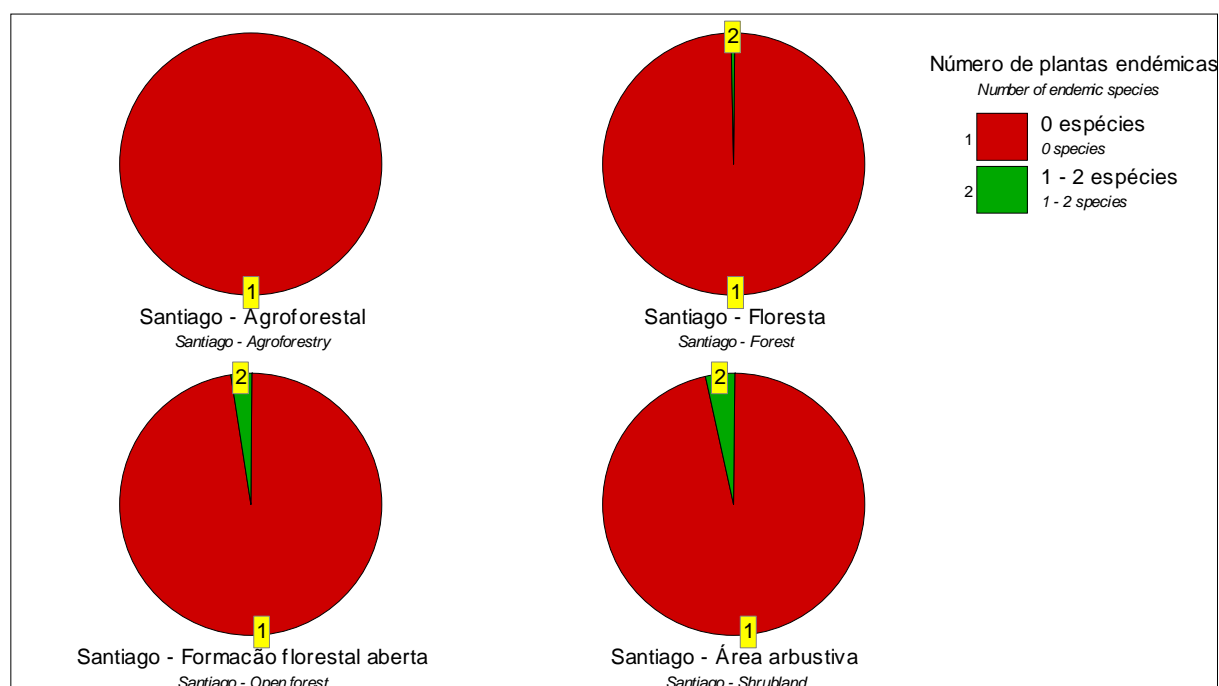 2
1
1
Santiago - Agroforestal
Santiago - Agroforestry
Santiago - Floresta
Santiago - Forest
2
2
1
1
Santiago - Formacão florestal aberta
Santiago - Open forest
Santiago - Área arbustiva
Santiago - Shrubland
Número de plantas endémicas
Number of endemic species
1
0 espécies
0 species
2
1 - 2 espécies
1 - 2 species